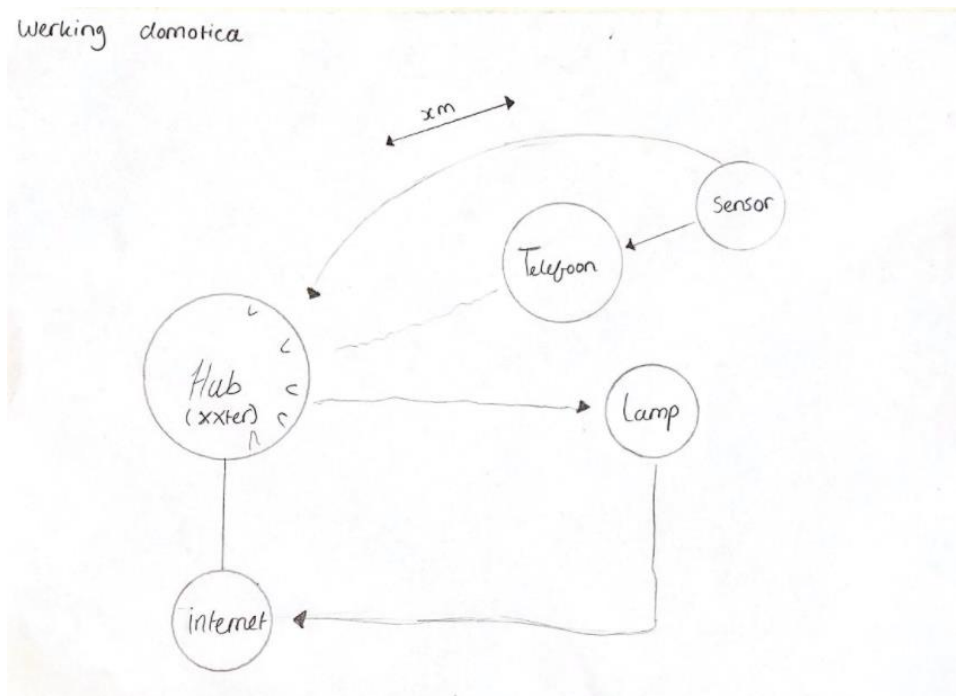 Werking domotica
xm
Sensor
Telefoon
Hub
(xxter)
Lamp
internet